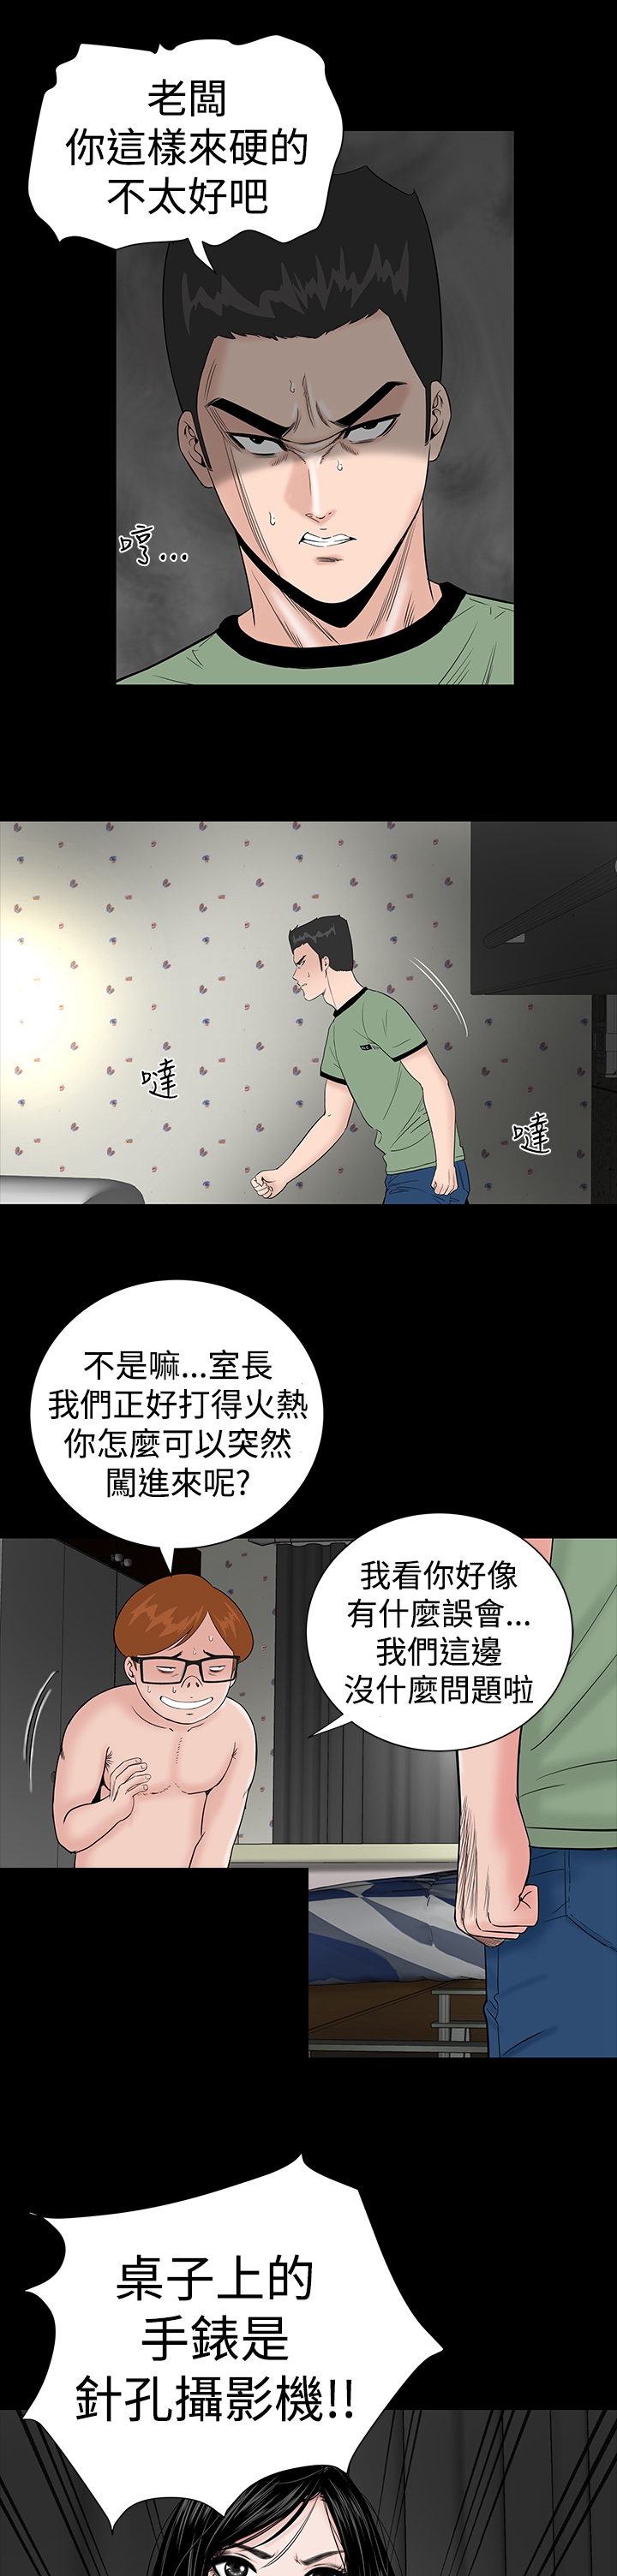 老闆
你這樣來硬的
不太好吧
哼...
噠
噠
不是嘛...室長
我們正好打得火熱
你怎麼可以突然
闖進來呢?
我看你好像
有什麼誤會...
我們這邊
沒什麼問題啦
桌子上的
手錶是
針孔攝影機!!